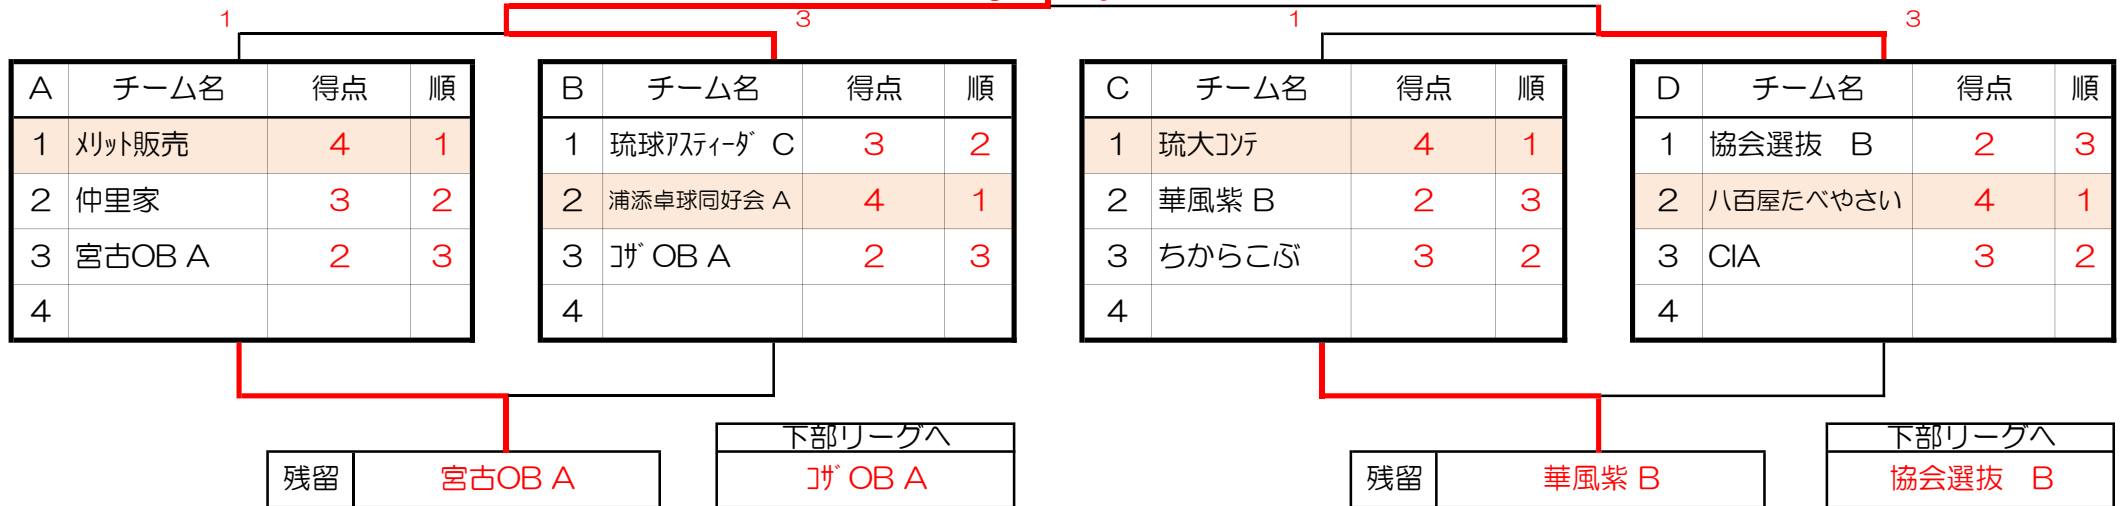 1 3 1 3
A チーム名 得点 順 B チーム名 得点 順 C チーム名 得点 順 D チーム名 得点 順
1 ﾒﾘｯﾄ販売 4 1 1 琉球ｱｽﾃｨｰﾀﾞ C 3 2 1 琉大ｺﾝﾃ 4 1 1 協会選抜 B 2 3
2 仲里家 3 2 2 浦添卓球同好会 A 4 1 2 華風紫 B 2 3 2 八百屋たべやさい 4 1
3 宮古OB A 2 3 3 ｺｻﾞ OB A 2 3 3 ちからこぶ 3 2 3 CIA 3 2
4 4 4 4
下部リーグへ 下部リーグへ
残留 宮古OB A ｺｻﾞ OB A 残留 華風紫 B 協会選抜 B